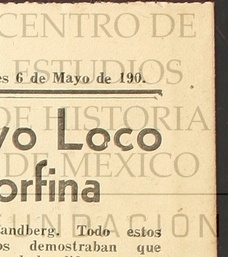 CENTRO DE
es 6 de Mayo de 190.
ESTUDIOS
vo Loco
DE HISTORIA
DE MÉXICO
orfina
FUNDACIÓN
andberg. Todo estos
os demostraban que